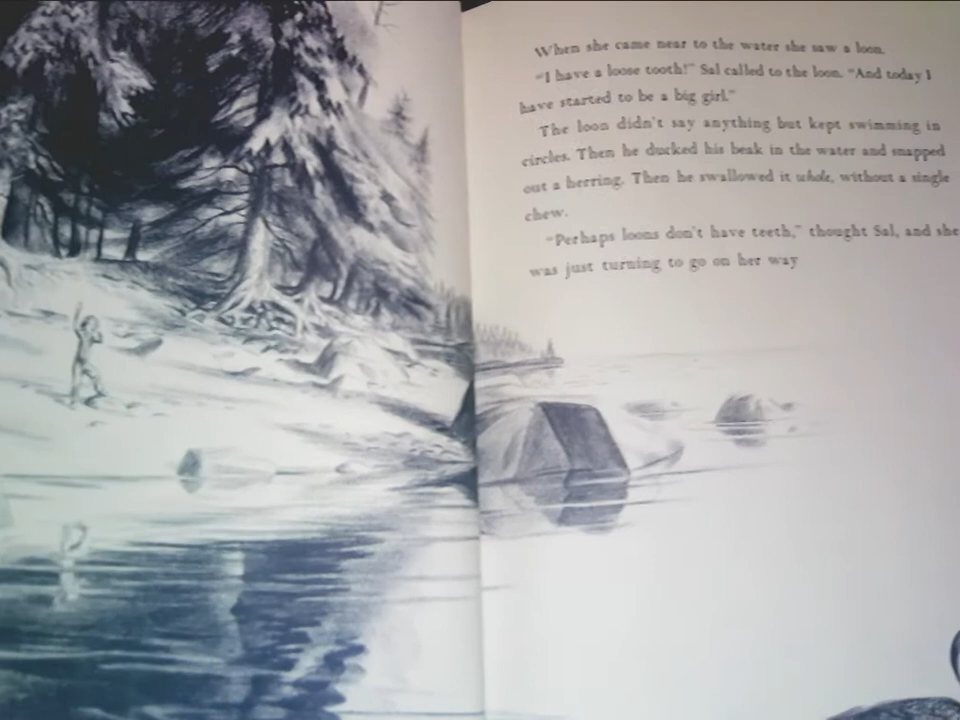 When she came near to the water she saw a loon.
"I have a loose tooth!" Sal called to the loon. "And today I
have started to be a big girl."
The loon didn't say anything but kept swimming in
circles. Then he ducked his beak in the water and snapped
out a herring. Then he swallowed it whole, without a single
chew.
"Perhaps loons don't have teeth," thought Sal, and she
was just turning to go on her way